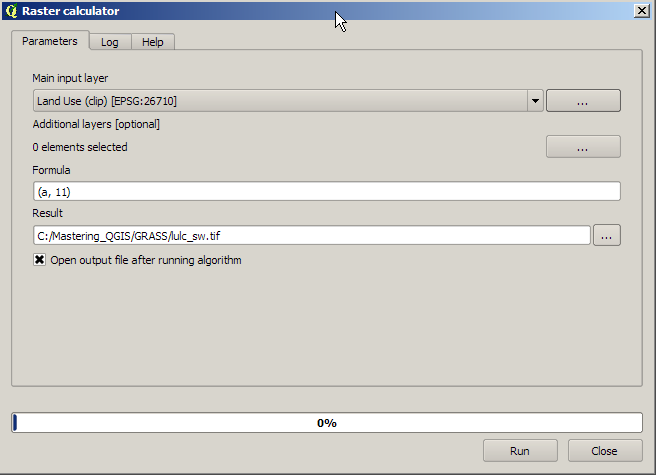 Raster calculator
Parameters Log Help
Main input layer
Land Use (clip) [EPSG:26710] ...
Additional layers [optional]
0 elements selected ...
Formula
(a, 11)
Result
C:/Mastering_QGIS/GRASS/lulc_sw.tif ...
Open output file after running algorithm
0%
Run Close